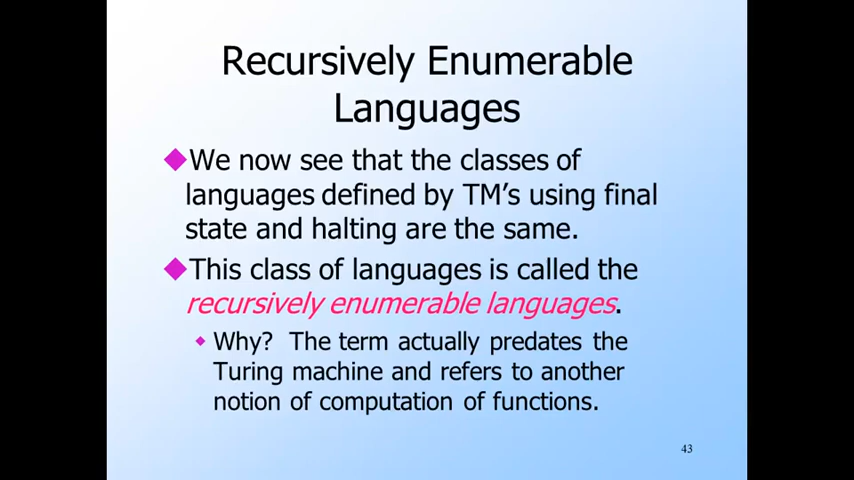 Recursively Enumerable
Languages
We now see that the classes of
languages defined by TM's using final
state and halting are the same.
This class of languages is called the
recursively enumerable languages.
Why? The term actually predates the
Turing machine and refers to another
notion of computation of functions.
43